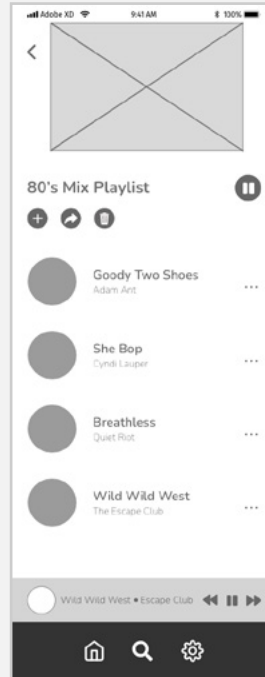 Adobe XD 9:41 AM 100%
80's Mix Playlist
Goody Two Shoes
Adam Ant
She Bop
Cyndi Lauper
Breathless
Quiet Riot
Wild Wild West
The Escape Club
Wild Wild West • Escape Club